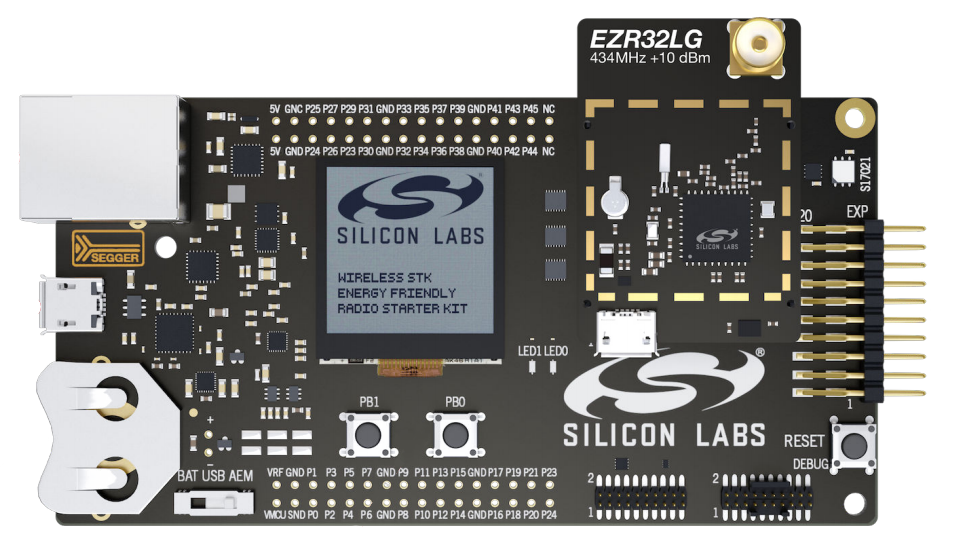 EZR32LG
434MHz +10 dBm
5V GNC P25 P27 P29 P31 GND P33 P35 P37 P39 GND P41 P43 P45 NC
5V GND P24 P26 P23 P30 GND P32 P34 P36 P38 GND P40 P42 P44 NC
S17021
SILICON LABS
WIRELESS STK
ENERGY FRIENDLY
RADIO STARTER KIT
SILICON LABS
20 EXP
SEGGER
LED1 LED0
®
SILICON LABS
1
PB1 PB0
RESET
DEBUG
+
-
BAT USB AEM
VRF GND P1 P3 P5 P7 GND P9 P11 P13 P15 GND P17 P19 P21 P23
VMCU SND P0 P2 P4 P6 GND P8 P10 P12 P14 GND P16 P18 P20 P24
2 2
1 1